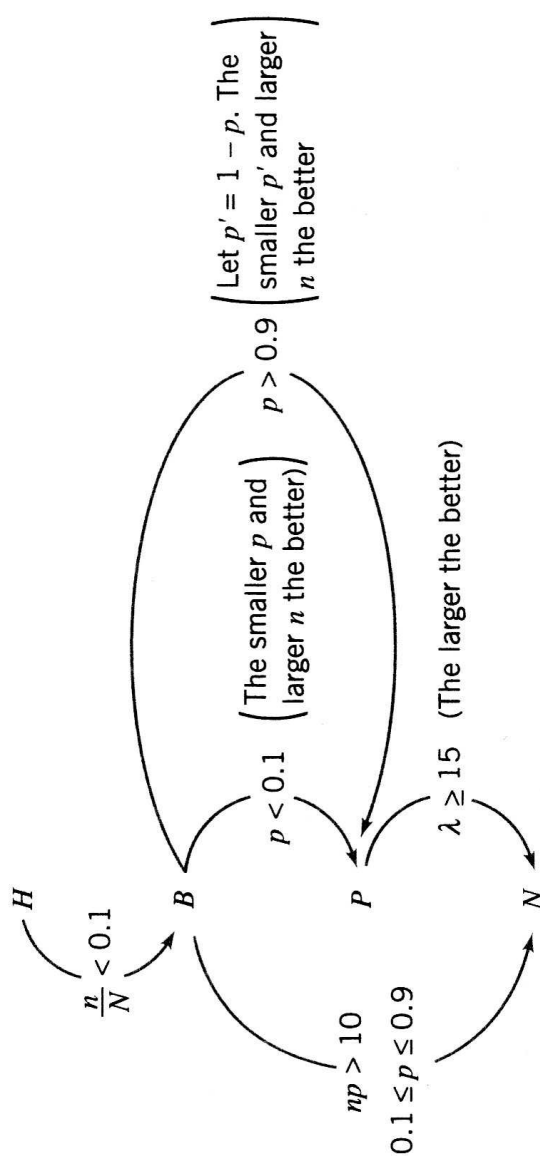 H
n/N < 0.1
B
p < 0.1
(The smaller p and
larger n the better)
p > 0.9
(Let p′ = 1 − p. The
smaller p′ and larger
n the better
np > 10
0.1 ≤ p ≤ 0.9
P
λ ≥ 15 (The larger the better)
N